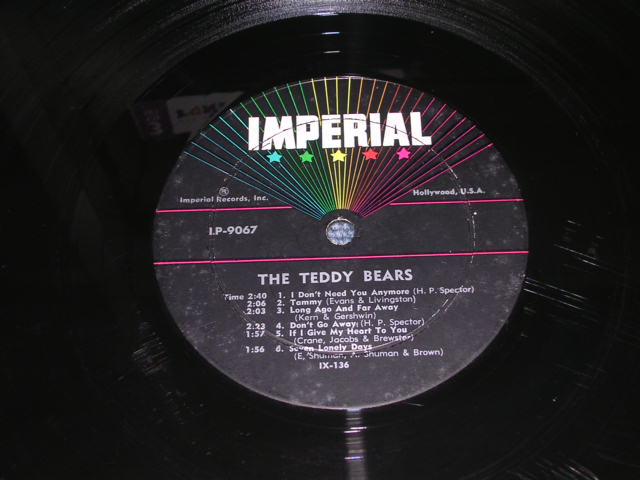 IMPERIAL
® Imperial Records, Inc.
Hollywood, U.S.A.
LP-9067
THE TEDDY BEARS
Time 2:40 1. I Don't Need You Anymore (H. P. Spector)
2:06 2. Tammy (Evans & Livingston)
2:03 3. Long Ago And Far Away
(Kern & Gershwin)
2:23 4. Don't Go Away (H. P. Spector)
1:57 5. If I Give My Heart To You
(Crane, Jacobs & Brewster)
1:56 6. Seven Lonely Days
(E. Shuman, Shuman & Brown)
IX-136